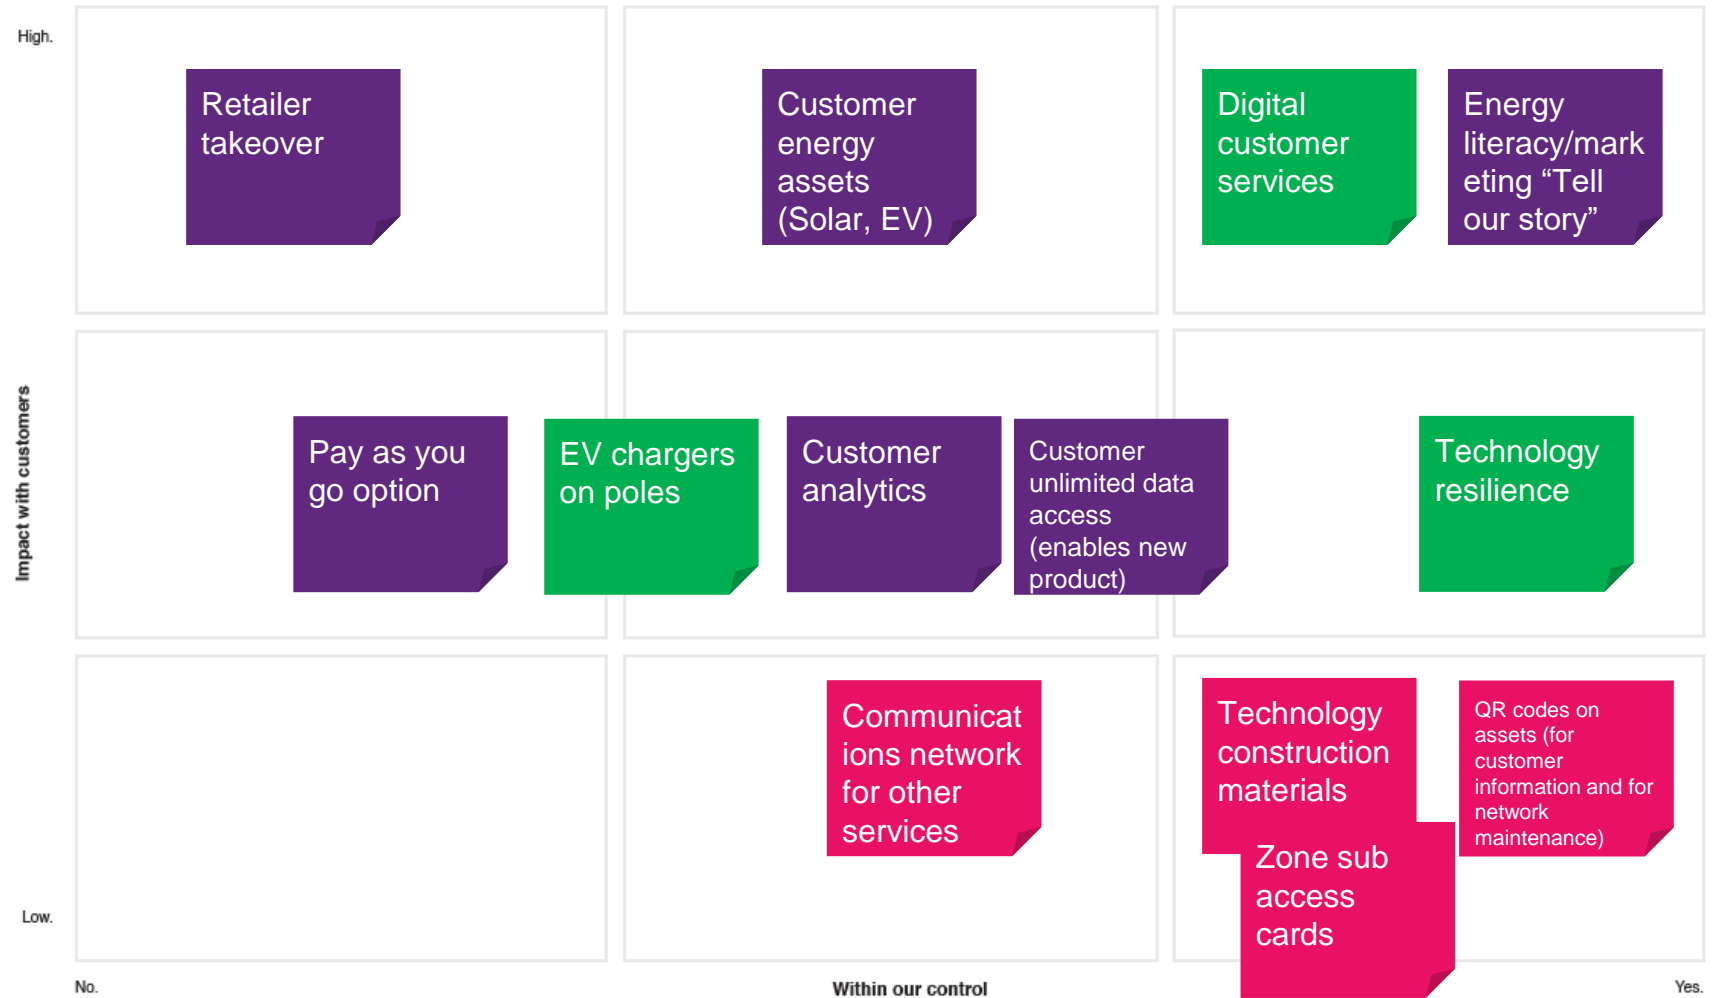 High.
Retailer
takeover
Customer
energy
assets
(Solar, EV)
Digital
customer
services
Energy
literacy/mark
eting “Tell
our story”
Impact with customers
Pay as you
go option
EV chargers
on poles
Customer
analytics
Customer
unlimited data
access
(enables new
product)
Technology
resilience
Communicat
ions network
for other
services
Technology
construction
materials
QR codes on
assets (for
customer
information and for
network
maintenance)
Zone sub
access
cards
Low.
No.
Within our control
Yes.